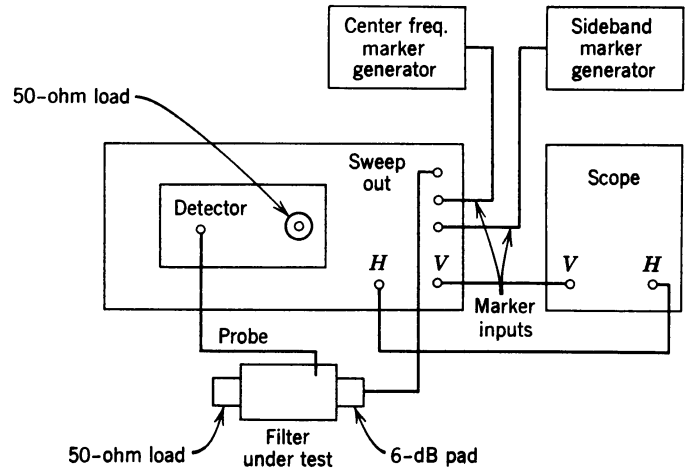 Center freq.
marker
generator
Sideband
marker
generator
50-ohm load
Sweep
out
Scope
Detector
H
V
V
H
Marker
inputs
Probe
50-ohm load
Filter
under test
6-dB pad